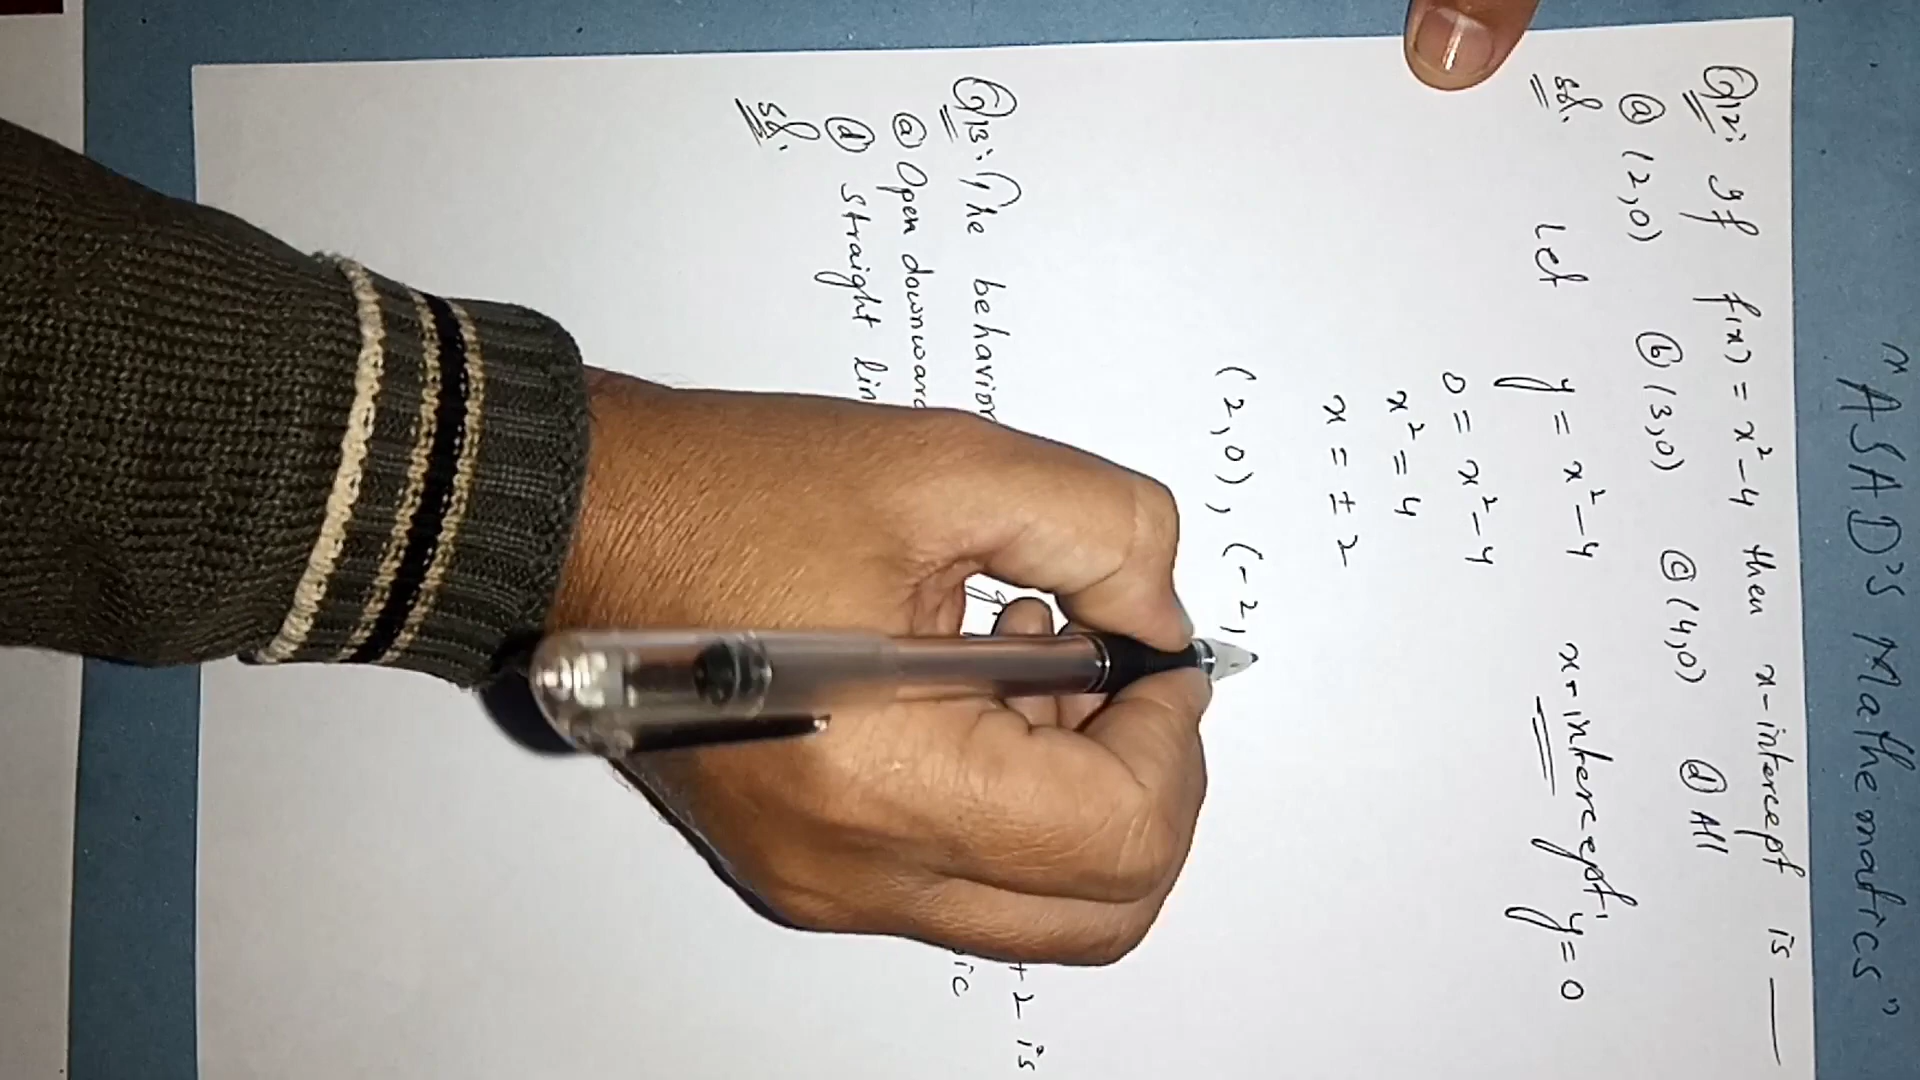 "ASAD'S Mathematics"
Q12: If f(x) = x² - 4 then x-intercept is ___
(a) (2,0) (b) (3,0) (c) (4,0) (d) All
Sol. Let y = x² - 4 x-intercept, y = 0
0 = x² - 4
x² = 4
x = ± 2
(2,0), (-2,
Q13: The behavior + 2 is
(a) Open downward
(d) straight lin
Sol.